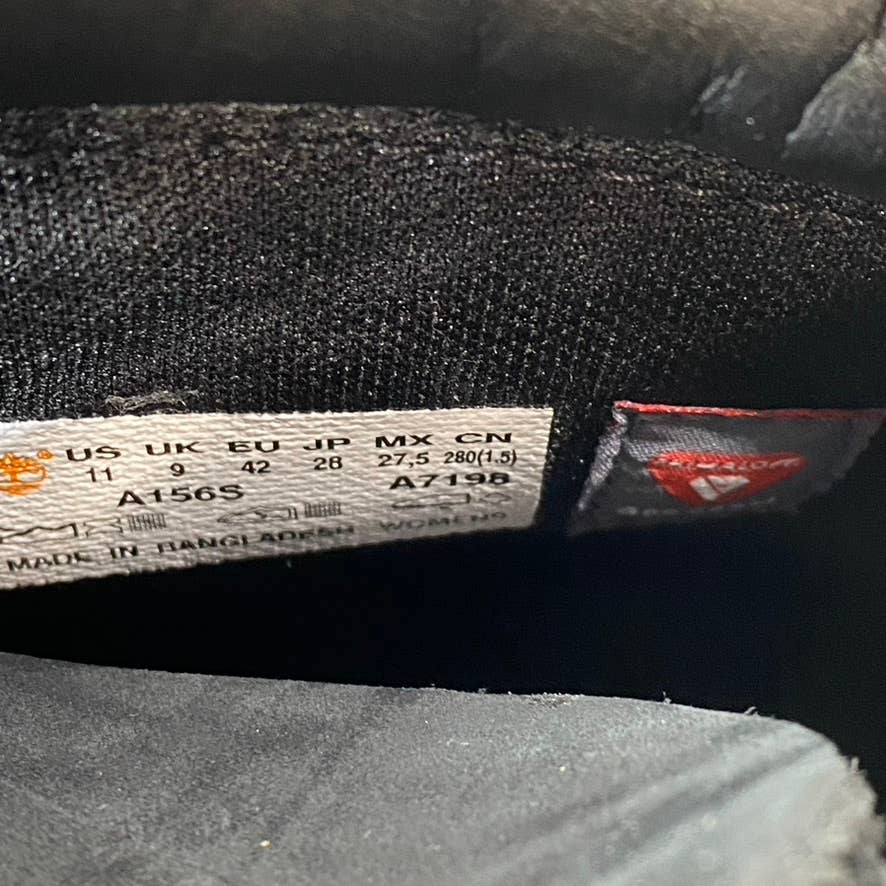 US UK EU JP MX CN
11 9 42 28 27,5 280(1.5)
A156S A7198
WOMENS
MADE IN BANGLADESH
PRIMALOFT